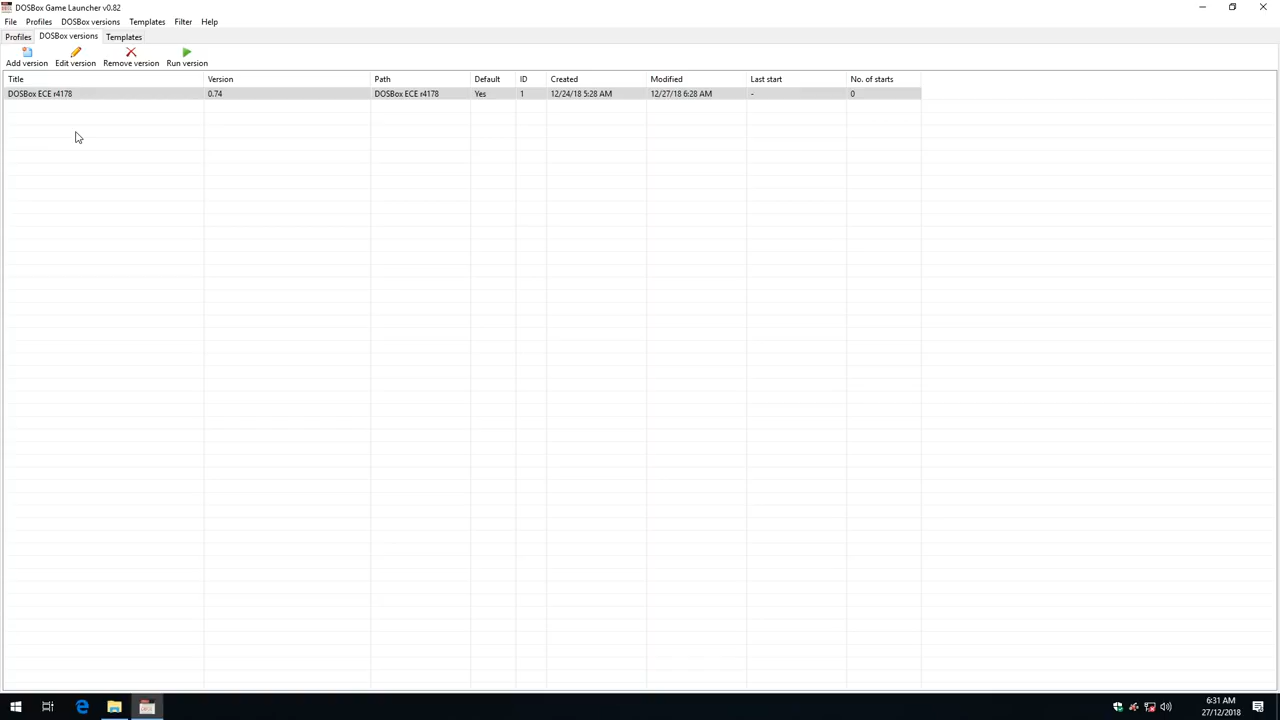 DOSBox Game Launcher v0.82
File Profiles DOSBox versions Templates Filter Help
Profiles DOSBox versions Templates
Add version Edit version Remove version Run version
Title Version Path Default ID Created Modified Last start No. of starts
DOSBox ECE r4178 0.74 DOSBox ECE r4178 Yes 1 12/24/18 5:28 AM 12/27/18 6:28 AM - 0
6:31 AM
27/12/2018